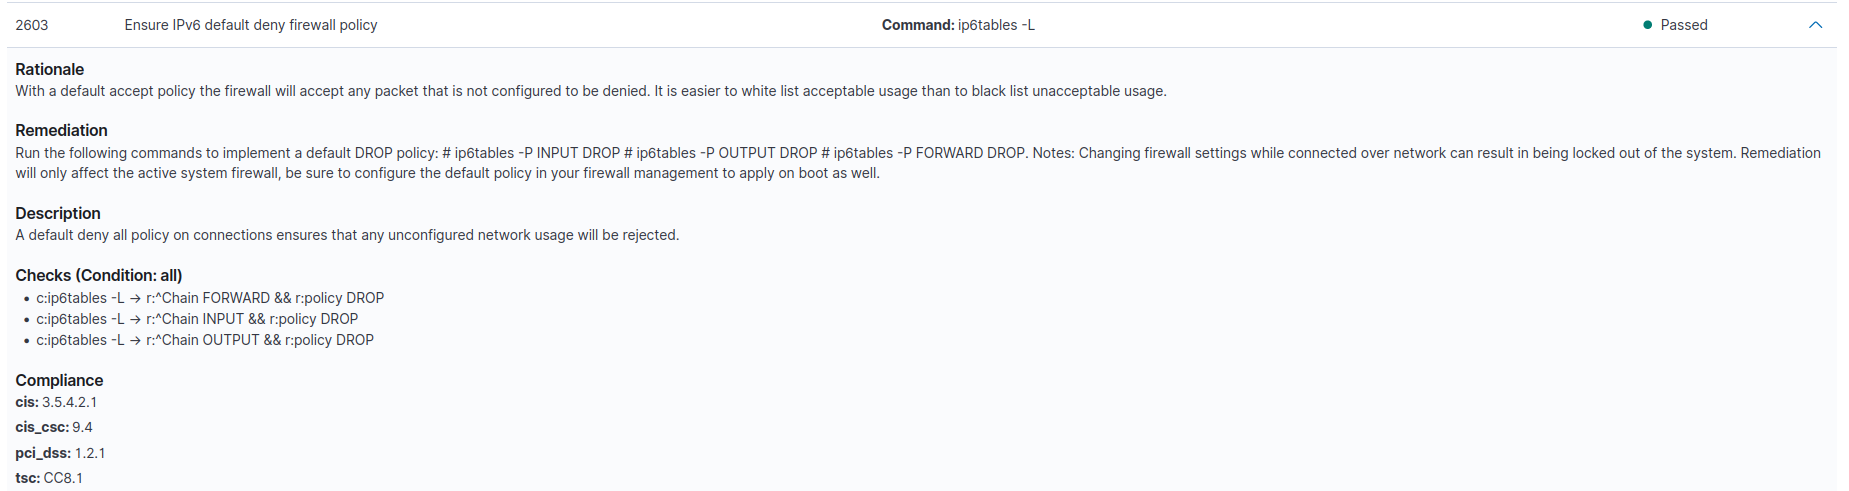 2603 Ensure IPv6 default deny firewall policy Command: ip6tables -L Passed
Rationale
With a default accept policy the firewall will accept any packet that is not configured to be denied. It is easier to white list acceptable usage than to black list unacceptable usage.
Remediation
Run the following commands to implement a default DROP policy: # ip6tables -P INPUT DROP # ip6tables -P OUTPUT DROP # ip6tables -P FORWARD DROP. Notes: Changing firewall settings while connected over network can result in being locked out of the system. Remediation
will only affect the active system firewall, be sure to configure the default policy in your firewall management to apply on boot as well.
Description
A default deny all policy on connections ensures that any unconfigured network usage will be rejected.
Checks (Condition: all)
• c:ip6tables -L → r:^Chain FORWARD && r:policy DROP
• c:ip6tables -L → r:^Chain INPUT && r:policy DROP
• c:ip6tables -L → r:^Chain OUTPUT && r:policy DROP
Compliance
cis: 3.5.4.2.1
cis_csc: 9.4
pci_dss: 1.2.1
tsc: CC8.1